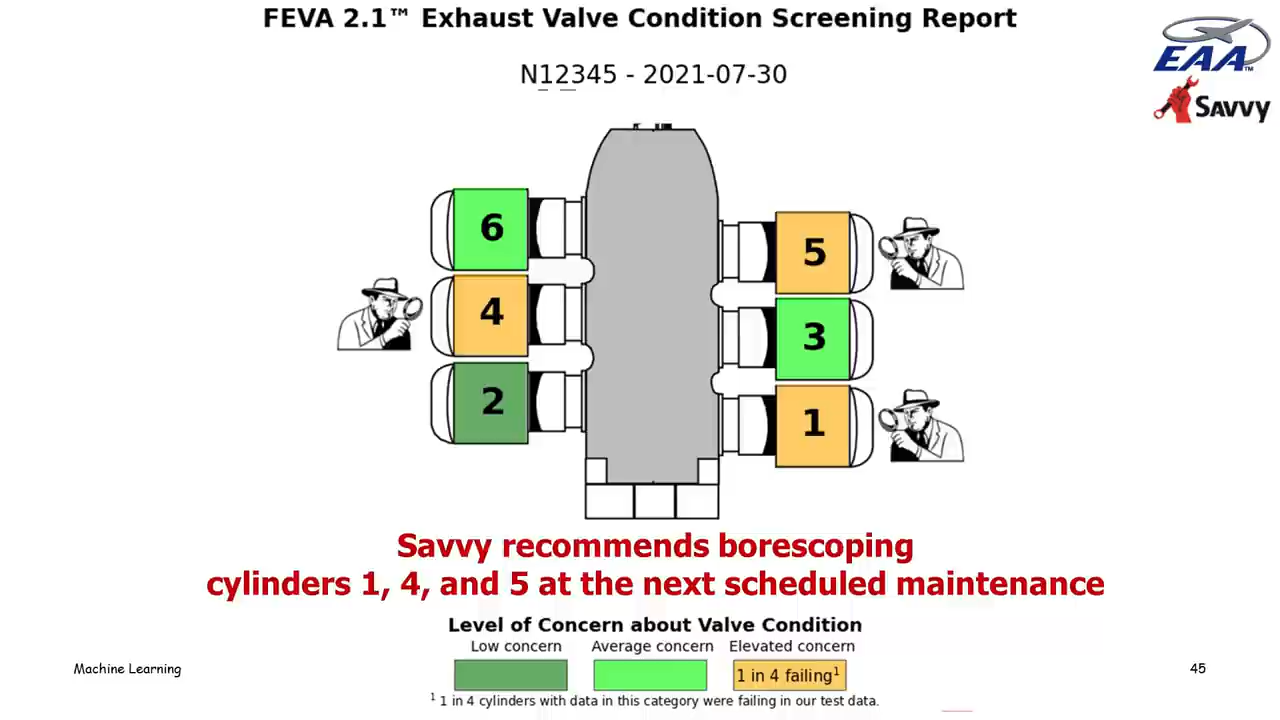 FEVA 2.1™ Exhaust Valve Condition Screening Report
EAA™
N12345 - 2021-07-30
Savvy
6
5
4
3
2
1
Savvy recommends borescoping
cylinders 1, 4, and 5 at the next scheduled maintenance
Level of Concern about Valve Condition
Low concern Average concern Elevated concern
1 in 4 failing¹
Machine Learning
45
¹ 1 in 4 cylinders with data in this category were failing in our test data.